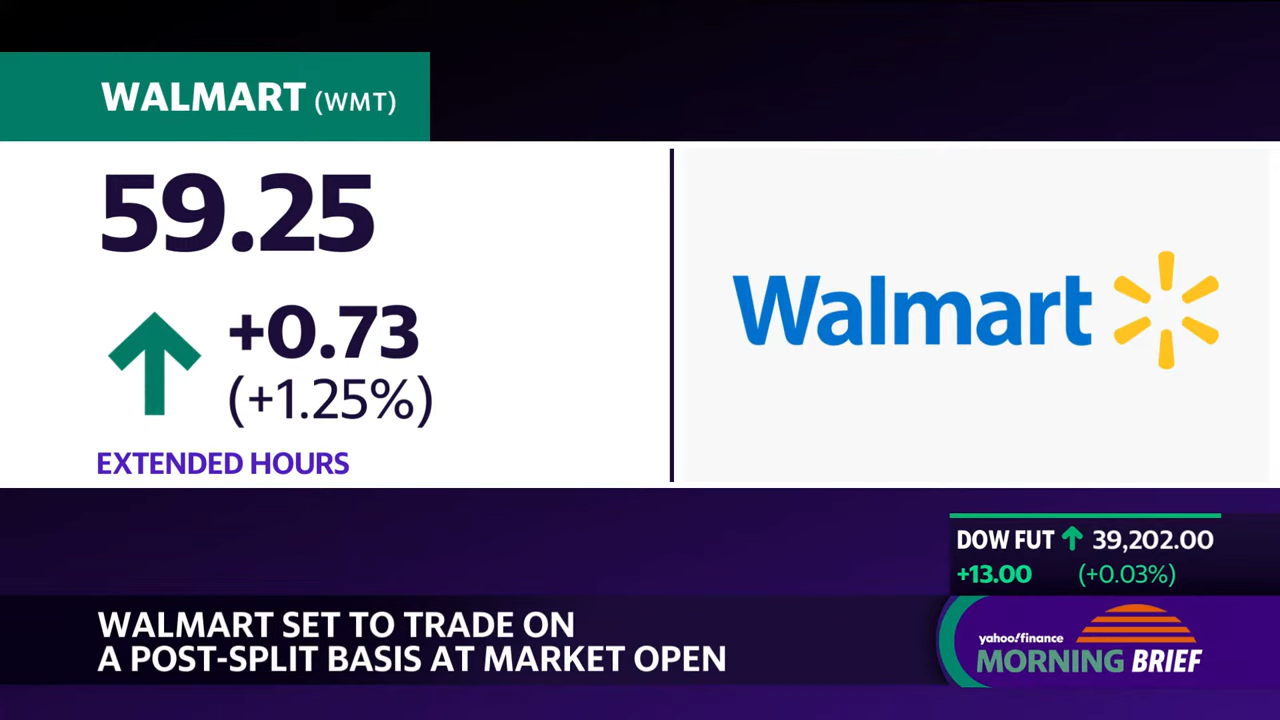 WALMART (WMT)
59.25
+0.73
(+1.25%)
EXTENDED HOURS
Walmart
DOW FUT 39,202.00
+13.00 (+0.03%)
WALMART SET TO TRADE ON
A POST-SPLIT BASIS AT MARKET OPEN
yahoo!finance
MORNING BRIEF